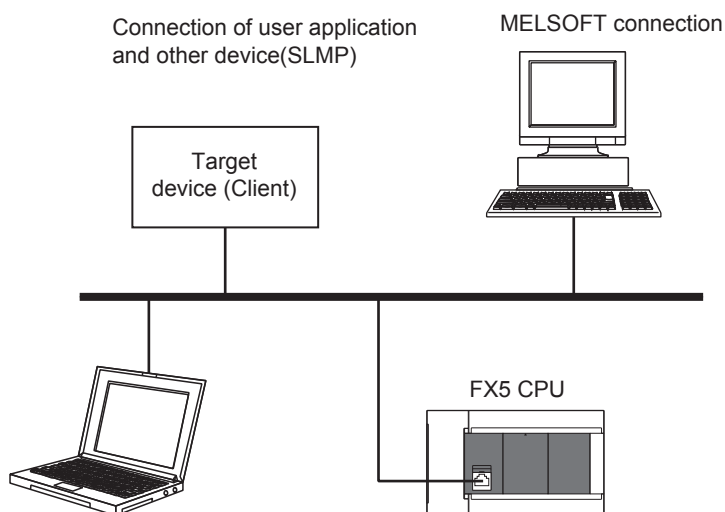 Connection of user application
and other device(SLMP)
MELSOFT connection
Target
device (Client)
FX5 CPU